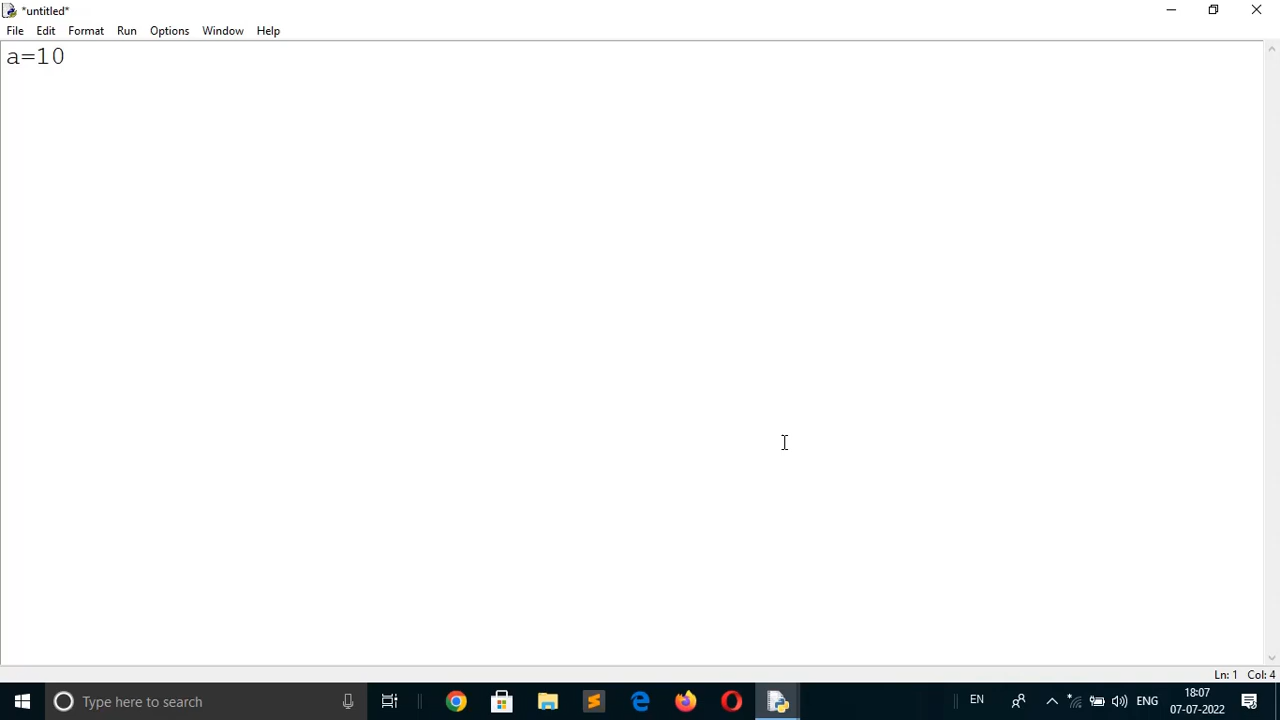 *untitled*
File Edit Format Run Options Window Help
a=10
Ln: 1 Col: 4
Type here to search
EN
ENG
18:07
07-07-2022